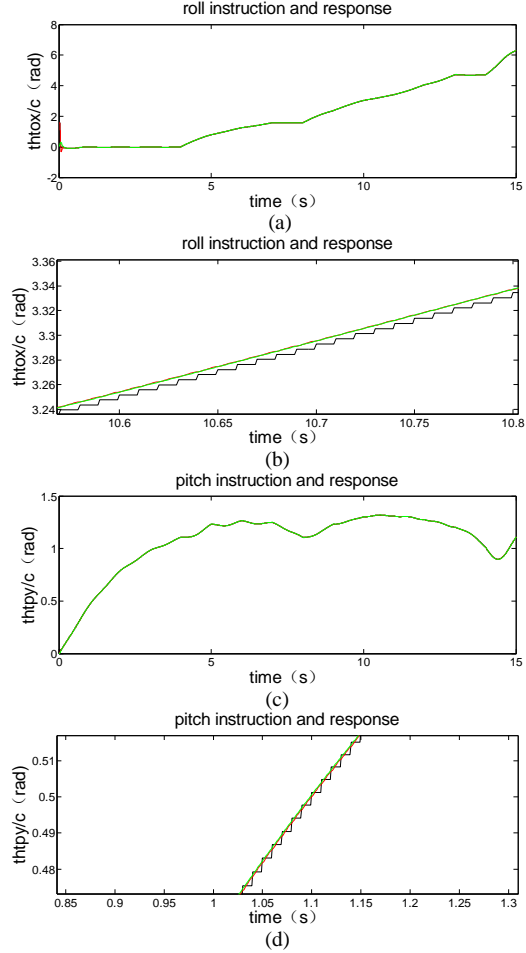 roll instruction and response
thtox/c（rad)
8
6
4
2
0
-2
0 5 10 15
time（s）
(a)
roll instruction and response
thtox/c（rad)
3.36
3.34
3.32
3.3
3.28
3.26
3.24
10.6 10.65 10.7 10.75 10.8
time（s）
(b)
pitch instruction and response
thtpy/c（rad)
1.5
1
0.5
0
0 5 10 15
time（s）
(c)
pitch instruction and response
thtpy/c（rad)
0.51
0.5
0.49
0.48
0.85 0.9 0.95 1 1.05 1.1 1.15 1.2 1.25 1.3
time（s）
(d)